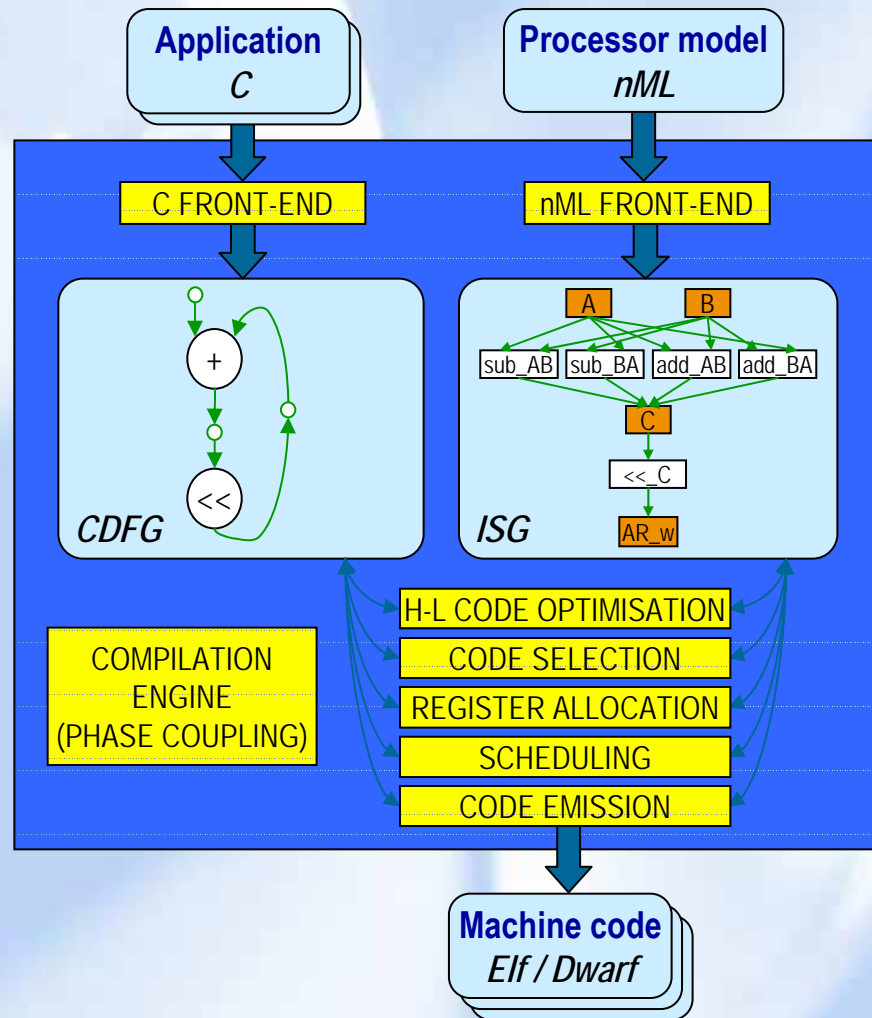 Application
C
Processor model
nML
C FRONT-END
nML FRONT-END
+
<<
CDFG
A
B
sub_AB
sub_BA
add_AB
add_BA
C
<<_C
AR_w
ISG
COMPILATION
ENGINE
(PHASE COUPLING)
H-L CODE OPTIMISATION
CODE SELECTION
REGISTER ALLOCATION
SCHEDULING
CODE EMISSION
Machine code
Elf / Dwarf